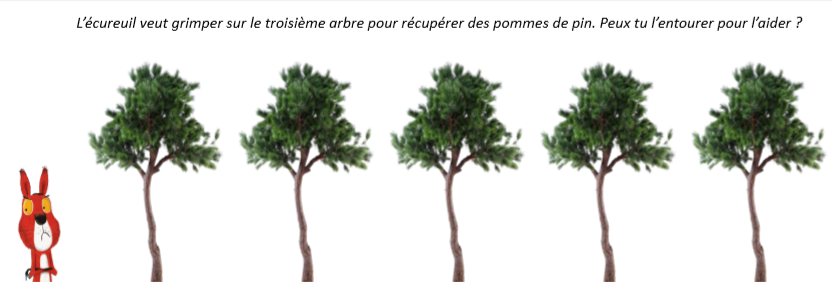 L’écureuil veut grimper sur le troisième arbre pour récupérer des pommes de pin. Peux tu l’entourer pour l’aider ?